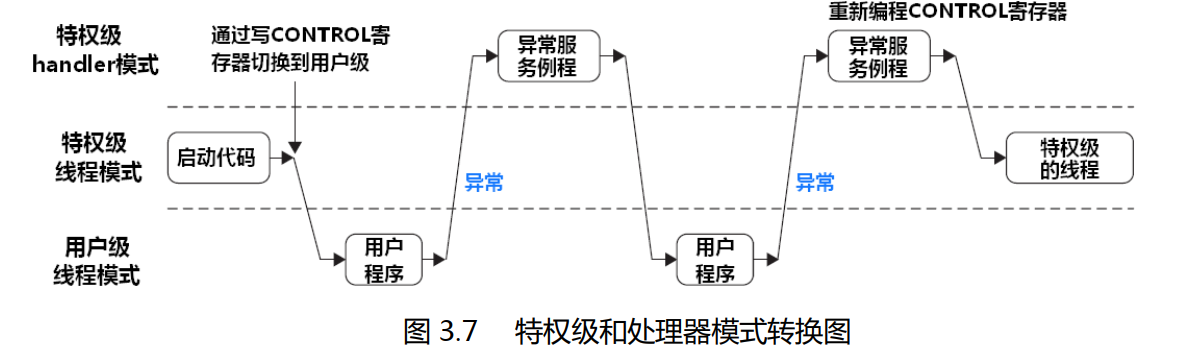 特权级
handler模式
通过写CONTROL寄
存器切换到用户级
异常服
务例程
重新编程CONTROL寄存器
异常服
务例程
特权级
线程模式
启动代码
异常
异常
特权级
的线程
用户级
线程模式
用户
程序
用户
程序
图 3.7 特权级和处理器模式转换图